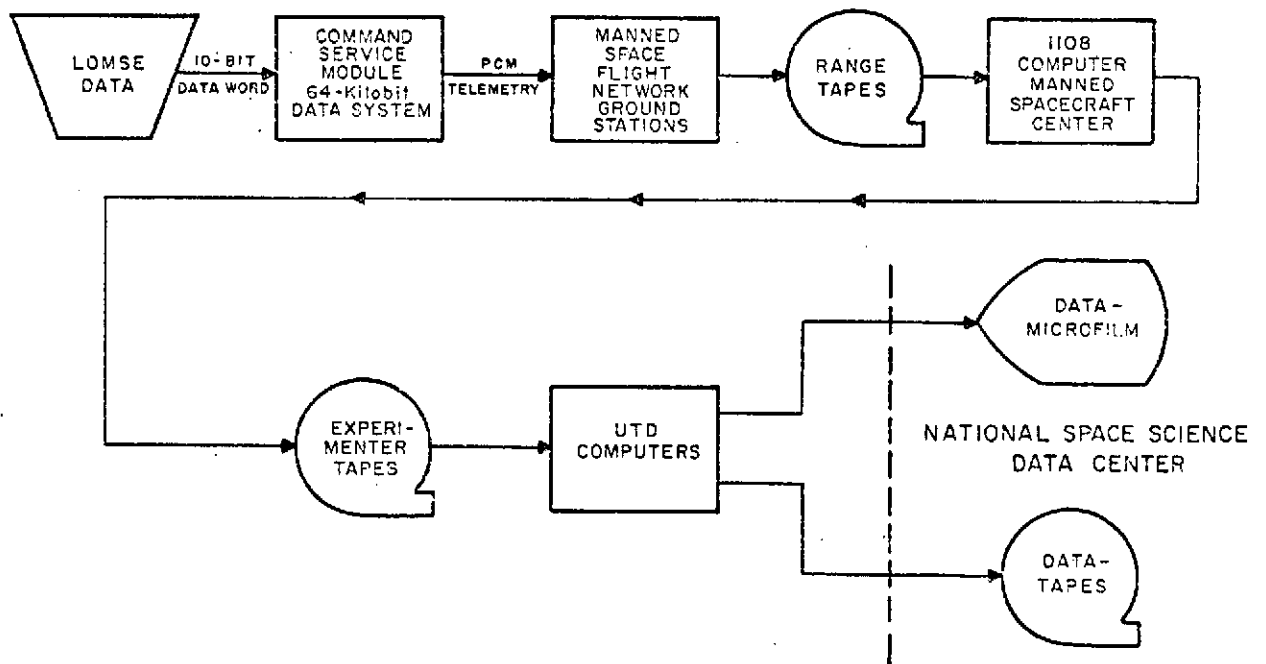 LOMSE
DATA
10-BIT
DATA WORD
COMMAND
SERVICE
MODULE
64-Kilobit
DATA SYSTEM
PCM
TELEMETRY
MANNED
SPACE
FLIGHT
NETWORK
GROUND
STATIONS
RANGE
TAPES
1108
COMPUTER
MANNED
SPACECRAFT
CENTER
DATA-
MICROFILM
EXPERI-
MENTER
TAPES
UTD
COMPUTERS
NATIONAL SPACE SCIENCE
DATA CENTER
DATA-
TAPES